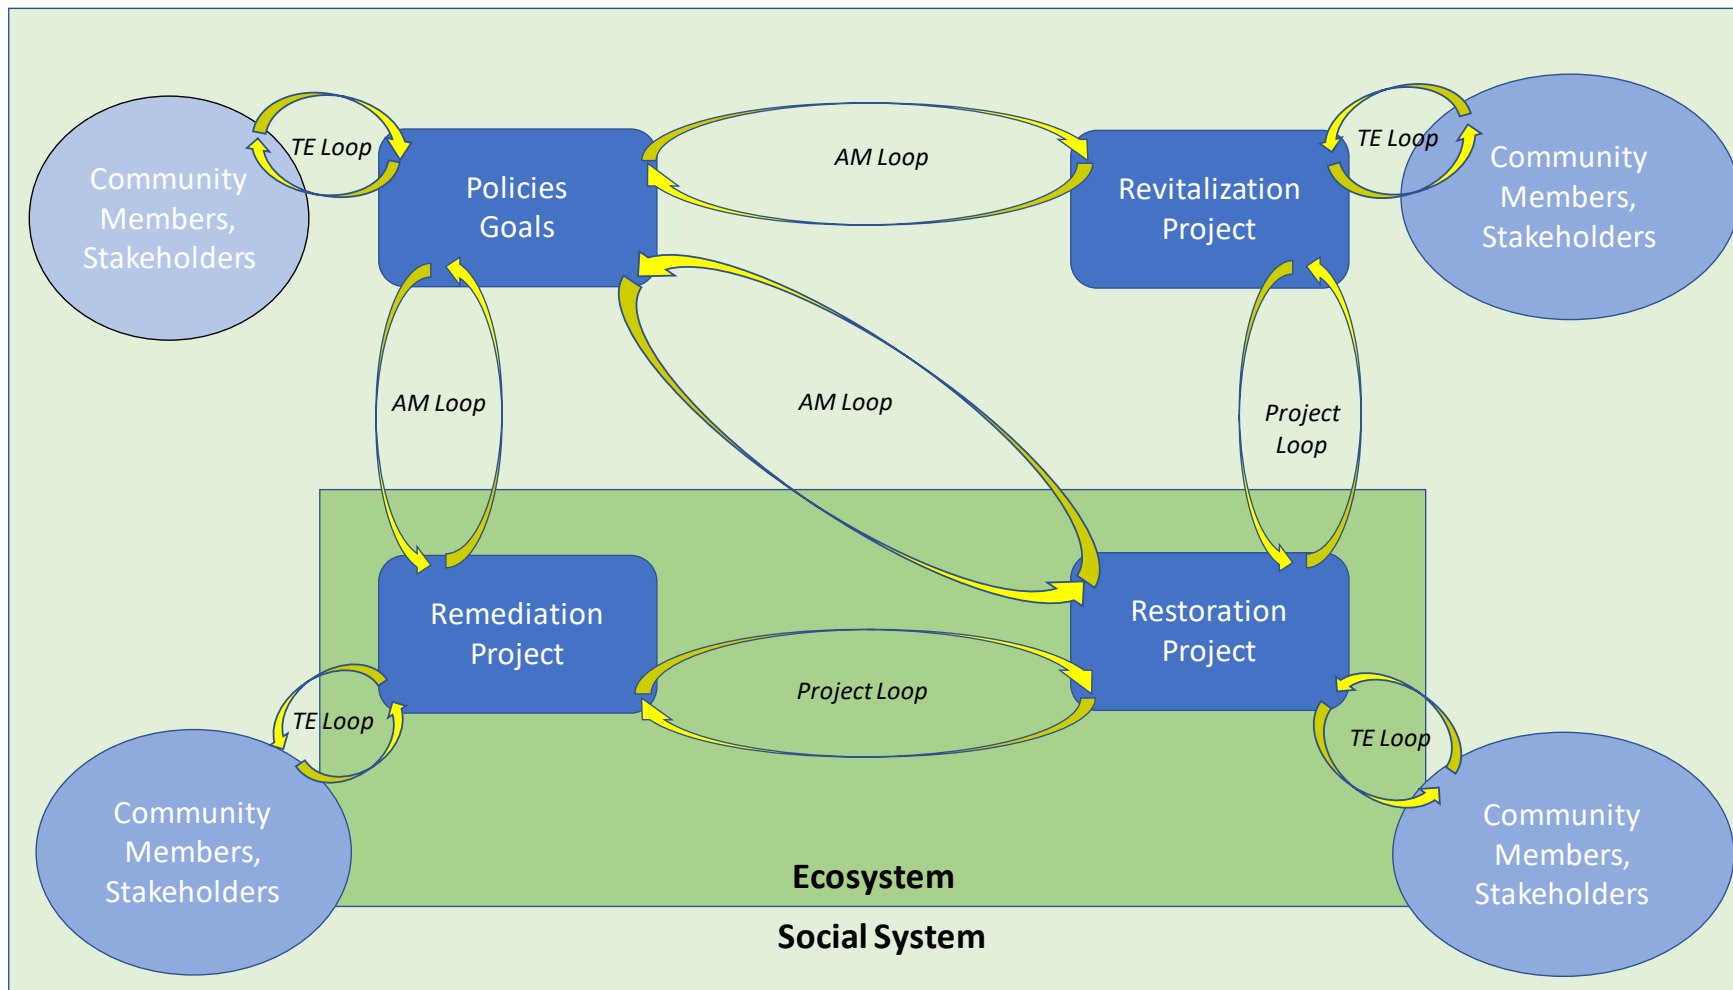 Community
Members,
Stakeholders
TE Loop
Policies
Goals
AM Loop
Revitalization
Project
TE Loop
Community
Members,
Stakeholders
AM Loop
AM Loop
Project
Loop
Remediation
Project
Restoration
Project
Project Loop
TE Loop
TE Loop
Community
Members,
Stakeholders
Community
Members,
Stakeholders
Ecosystem
Social System